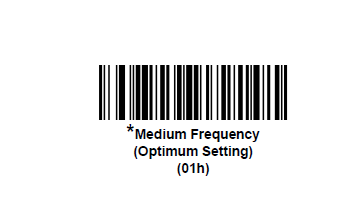 *Medium Frequency
(Optimum Setting)
(01h)